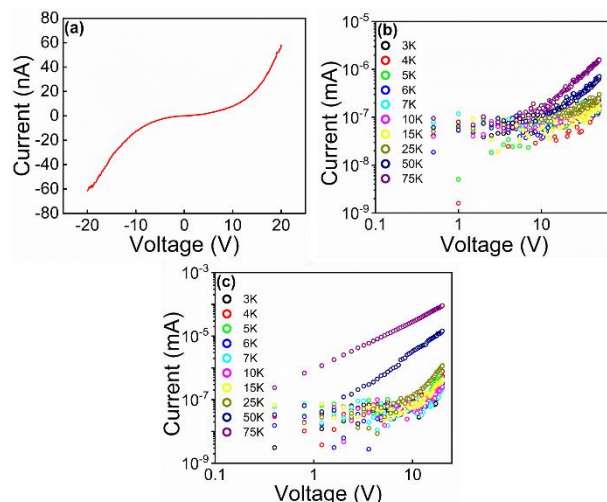 (a)
80
60
40
20
0
-20
-40
-60
-80
Current (nA)
-20 -10 0 10 20
Voltage (V)
(b)
10-5
10-6
10-7
10-8
10-9
Current (mA)
3K
4K
5K
6K
7K
10K
15K
25K
50K
75K
0.1 1 10
Voltage (V)
(c)
10-3
10-5
10-7
10-9
Current (mA)
3K
4K
5K
6K
7K
10K
15K
25K
50K
75K
0.1 1 10
Voltage (V)